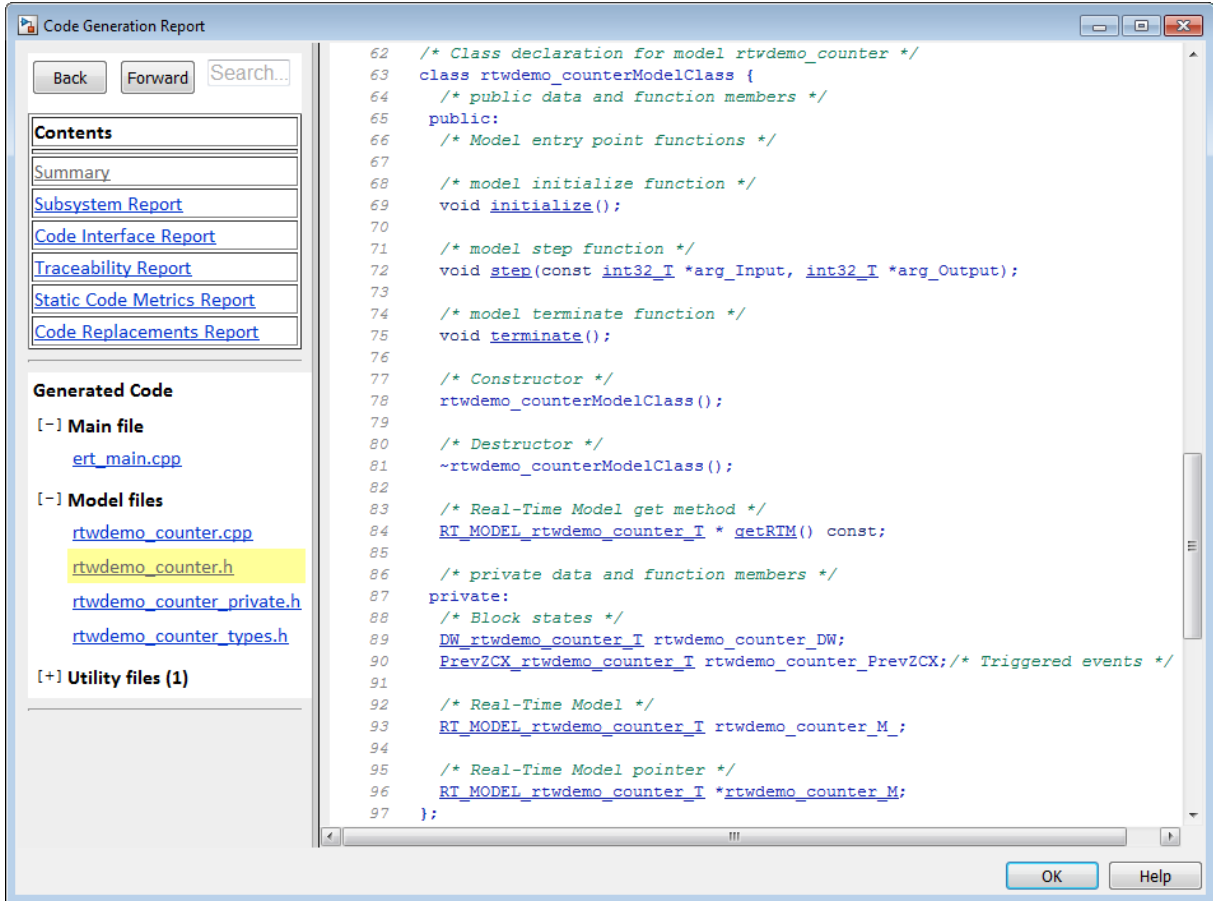 Code Generation Report
Back Forward Search...
Contents
Summary
Subsystem Report
Code Interface Report
Traceability Report
Static Code Metrics Report
Code Replacements Report
Generated Code
[-] Main file
ert_main.cpp
[-] Model files
rtwdemo_counter.cpp
rtwdemo_counter.h
rtwdemo_counter_private.h
rtwdemo_counter_types.h
[+] Utility files (1)
62 /* Class declaration for model rtwdemo_counter */
63 class rtwdemo_counterModelClass {
64 /* public data and function members */
65 public:
66 /* Model entry point functions */
67
68 /* model initialize function */
69 void initialize();
70
71 /* model step function */
72 void step(const int32_T *arg_Input, int32_T *arg_Output);
73
74 /* model terminate function */
75 void terminate();
76
77 /* Constructor */
78 rtwdemo_counterModelClass();
79
80 /* Destructor */
81 ~rtwdemo_counterModelClass();
82
83 /* Real-Time Model get method */
84 RT_MODEL_rtwdemo_counter_T * getRTM() const;
85
86 /* private data and function members */
87 private:
88 /* Block states */
89 DW_rtwdemo_counter_T rtwdemo_counter_DW;
90 PrevZCX_rtwdemo_counter_T rtwdemo_counter_PrevZCX;/* Triggered events */
91
92 /* Real-Time Model */
93 RT_MODEL_rtwdemo_counter_T rtwdemo_counter_M_;
94
95 /* Real-Time Model pointer */
96 RT_MODEL_rtwdemo_counter_T *rtwdemo_counter_M;
97 };
OK Help